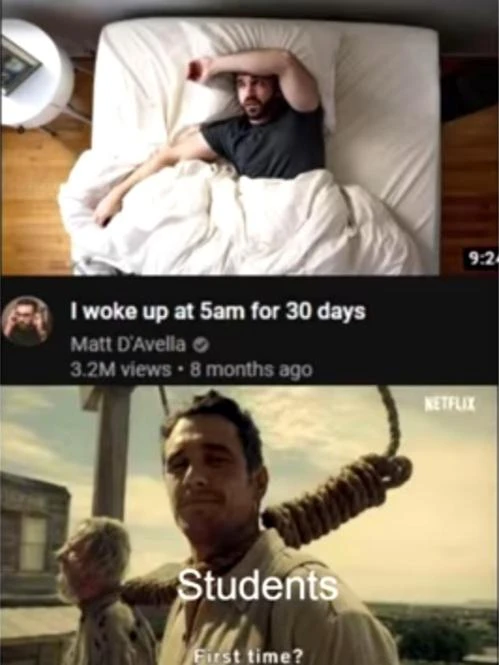 9:24
I woke up at 5am for 30 days
Matt D'Avella
3.2M views • 8 months ago
NETFLIX
Students
First time?